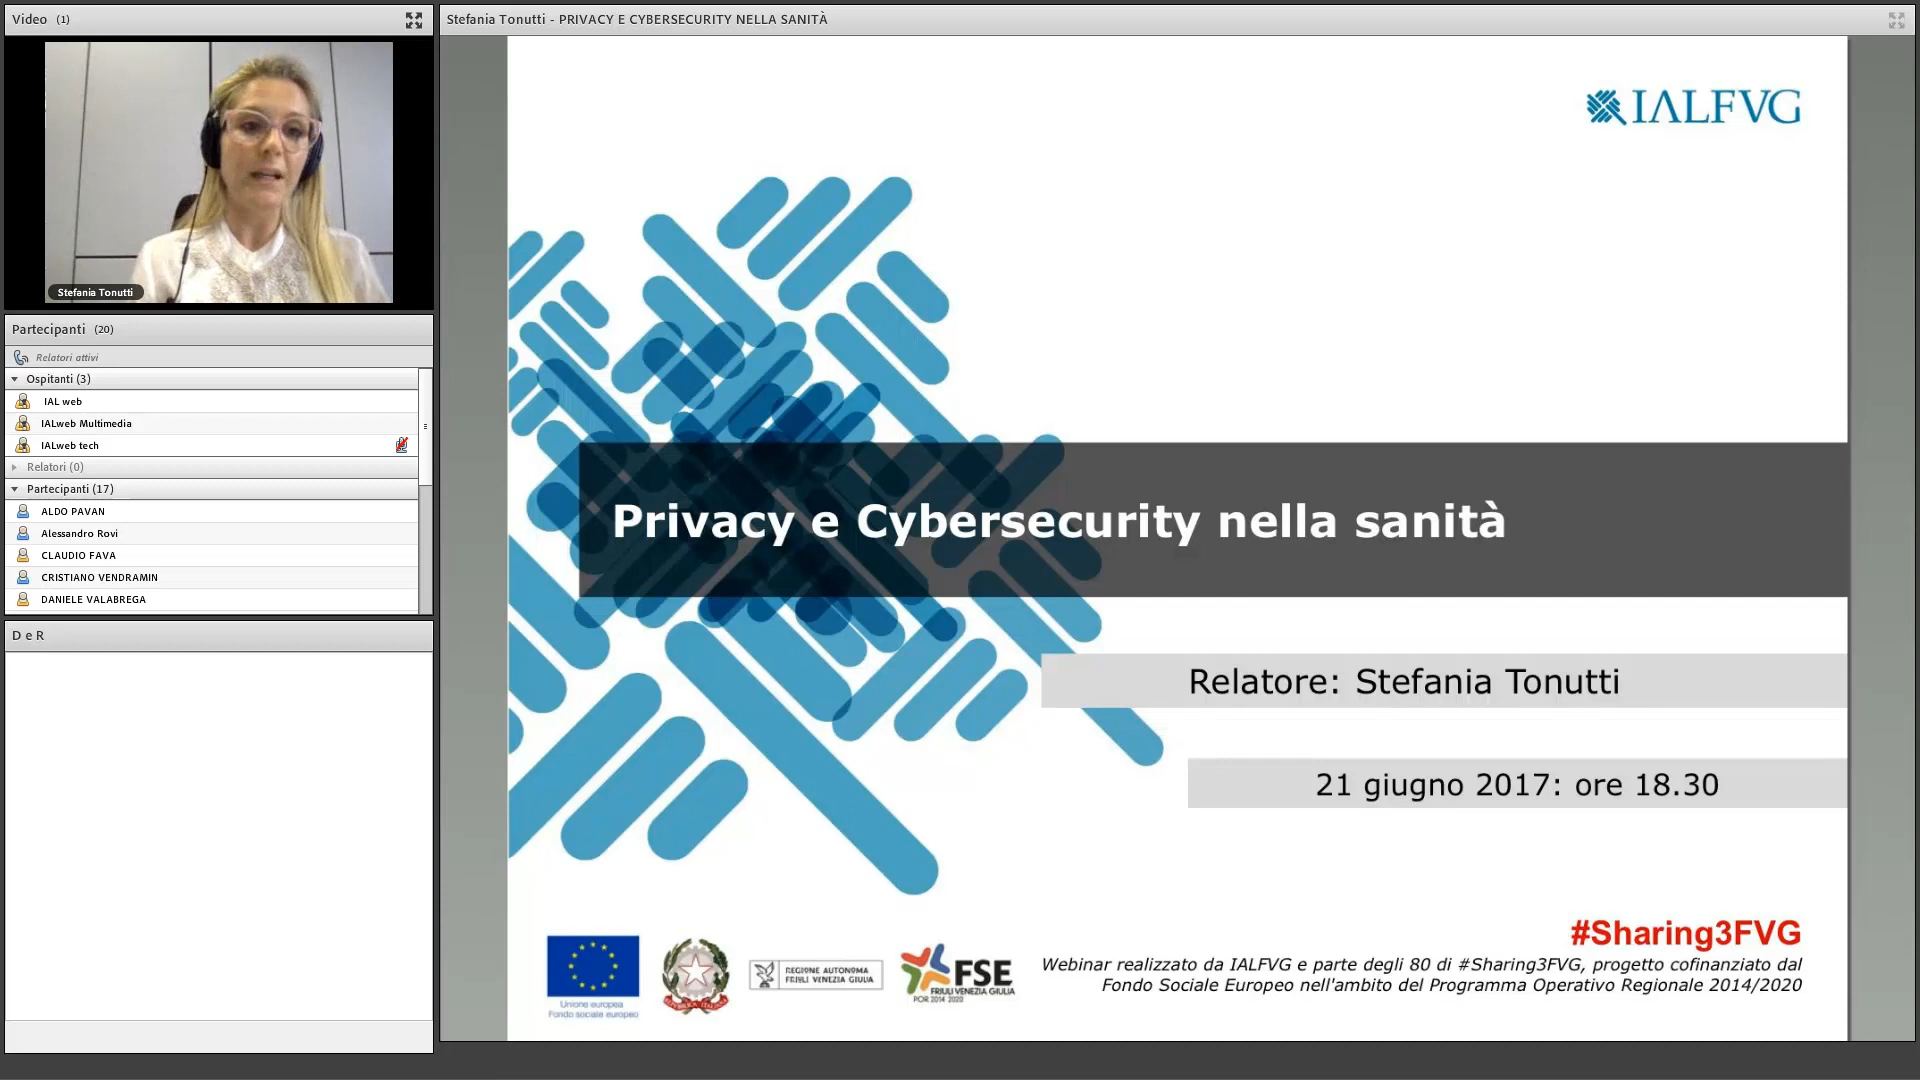 Video (1)
Stefania Tonutti
Partecipanti (20)
Relatori attivi
Ospitanti (3)
IAL web
IALweb Multimedia
IALweb tech
Relatori (0)
Partecipanti (17)
ALDO PAVAN
Alessandro Rovi
CLAUDIO FAVA
CRISTIANO VENDRAMIN
DANIELE VALABREGA
D e R
Stefania Tonutti - PRIVACY E CYBERSECURITY NELLA SANITÀ
IALFVG
Privacy e Cybersecurity nella sanità
Relatore: Stefania Tonutti
21 giugno 2017: ore 18.30
#Sharing3FVG
Webinar realizzato da IALFVG e parte degli 80 di #Sharing3FVG, progetto cofinanziato dal
Fondo Sociale Europeo nell'ambito del Programma Operativo Regionale 2014/2020
Unione europea
Fondo sociale europeo
REGIONE AUTONOMA
FRIULI VENEZIA GIULIA
FSE
FRIULI VENEZIA GIULIA
POR 2014 2020